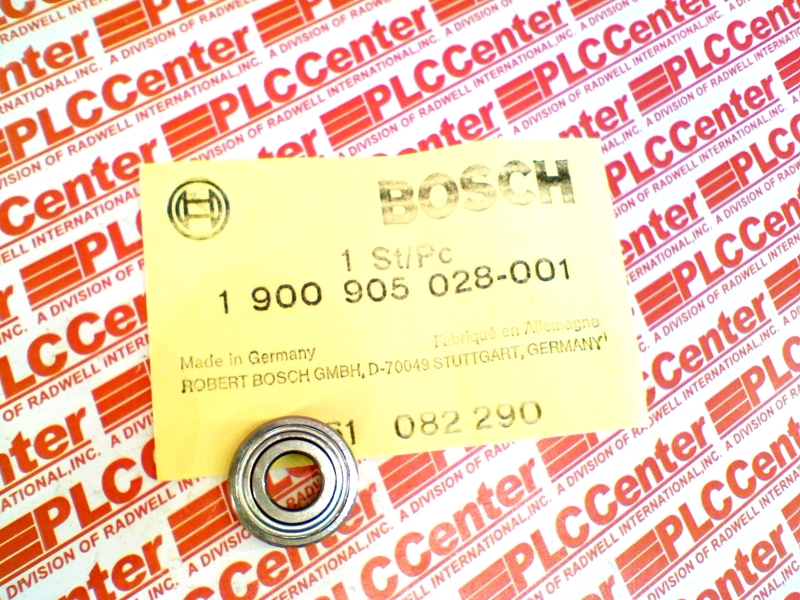 BOSCH
1 St/Pc
1 900 905 028-001
Made in Germany Fabriqué en Allemagne
ROBERT BOSCH GMBH, D-70049 STUTTGART, GERMANY
61 082 290
PLCCenter
A DIVISION OF RADWELL INTERNATIONAL, INC.